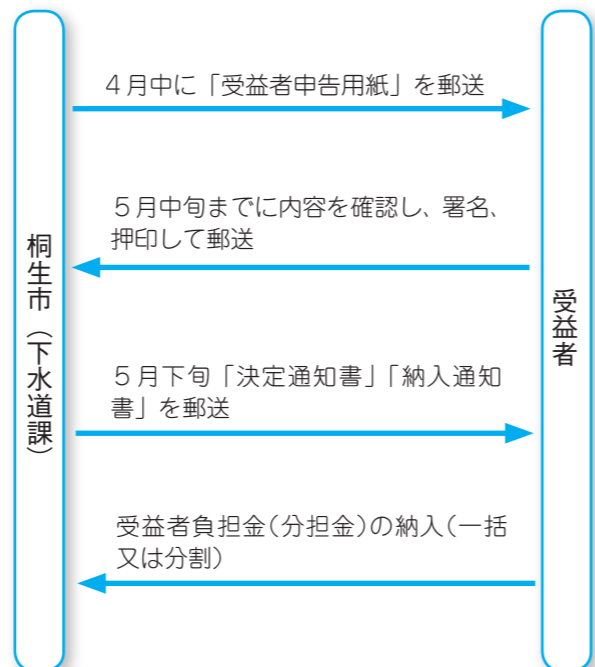 桐生市（下水道課）
4月中に「受益者申告用紙」を郵送
5月中旬までに内容を確認し、署名、
押印して郵送
5月下旬「決定通知書」「納入通知
書」を郵送
受益者負担金(分担金)の納入(一括
又は分割)
受益者